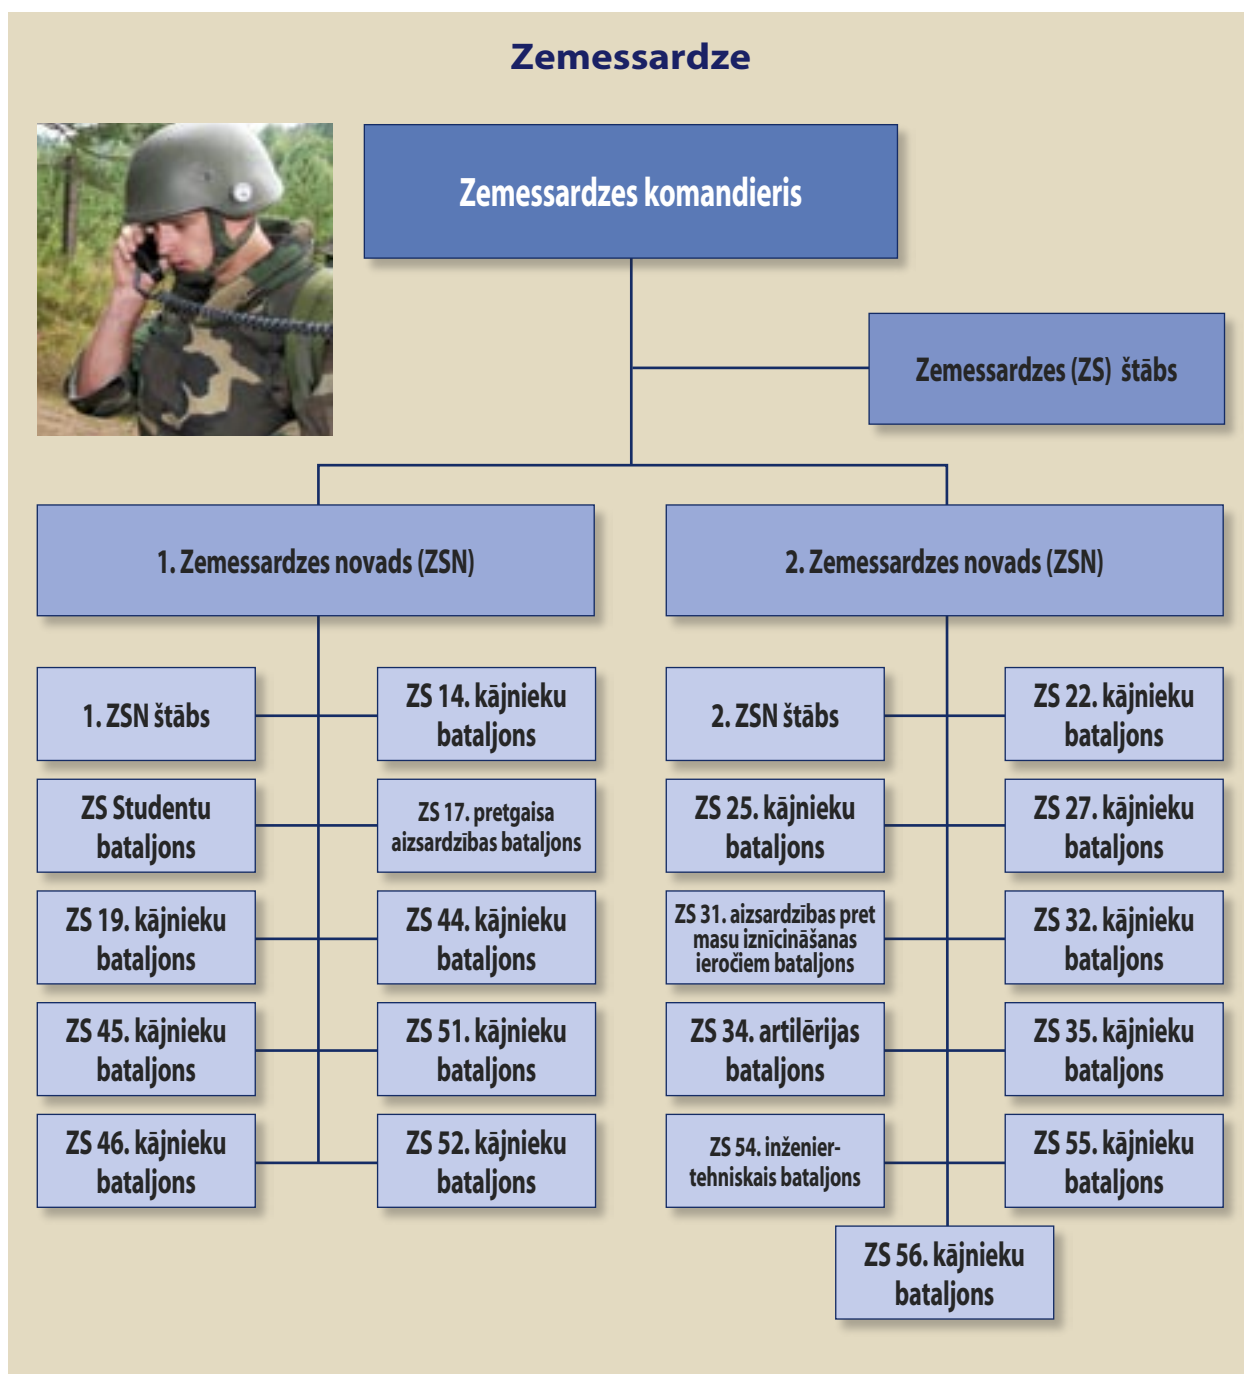 Zemessardze
Zemessardzes komandieris
Zemessardzes (ZS) štābs
1. Zemessardzes novads (ZSN)
2. Zemessardzes novads (ZSN)
1. ZSN štābs
ZS 14. kājnieku
bataljons
ZS Studentu
bataljons
ZS 17. pretgaisa
aizsardzības bataljons
ZS 19. kājnieku
bataljons
ZS 44. kājnieku
bataljons
ZS 45. kājnieku
bataljons
ZS 51. kājnieku
bataljons
ZS 46. kājnieku
bataljons
ZS 52. kājnieku
bataljons
2. ZSN štābs
ZS 22. kājnieku
bataljons
ZS 25. kājnieku
bataljons
ZS 27. kājnieku
bataljons
ZS 31. aizsardzības pret
masu iznīcināšanas
ieročiem bataljons
ZS 32. kājnieku
bataljons
ZS 34. artilērijas
bataljons
ZS 35. kājnieku
bataljons
ZS 54. inženier-
tehniskais bataljons
ZS 55. kājnieku
bataljons
ZS 56. kājnieku
bataljons